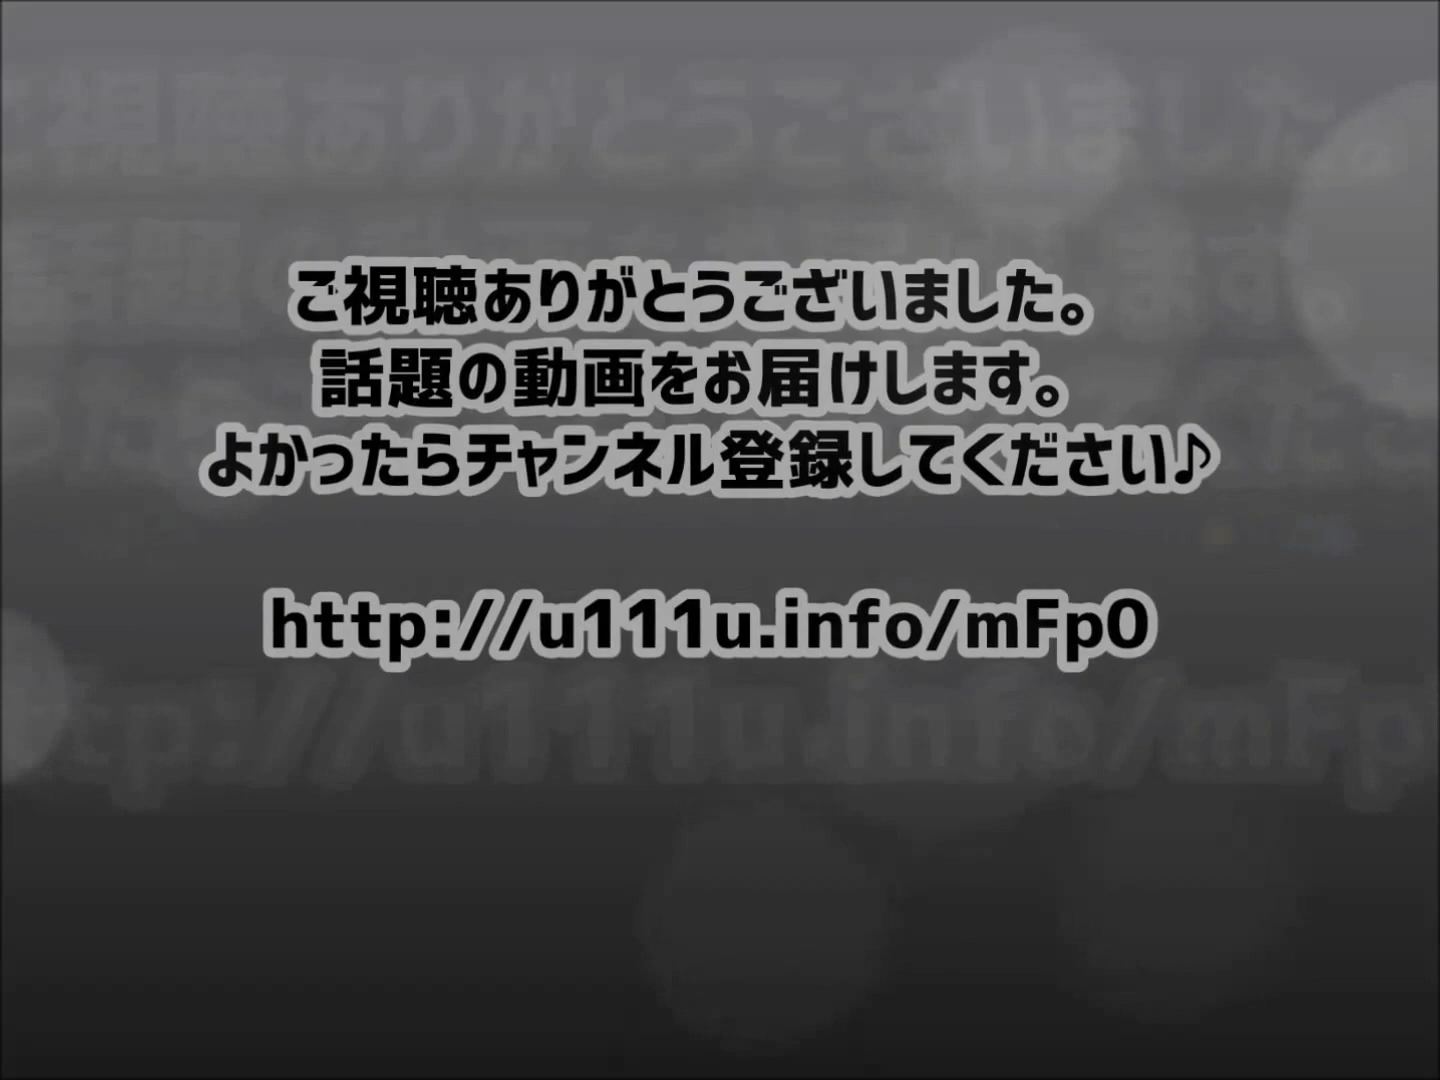 ご視聴ありがとうございました。
話題の動画をお届けします。
よかったらチャンネル登録してください♪
http://u111u.info/mFp0